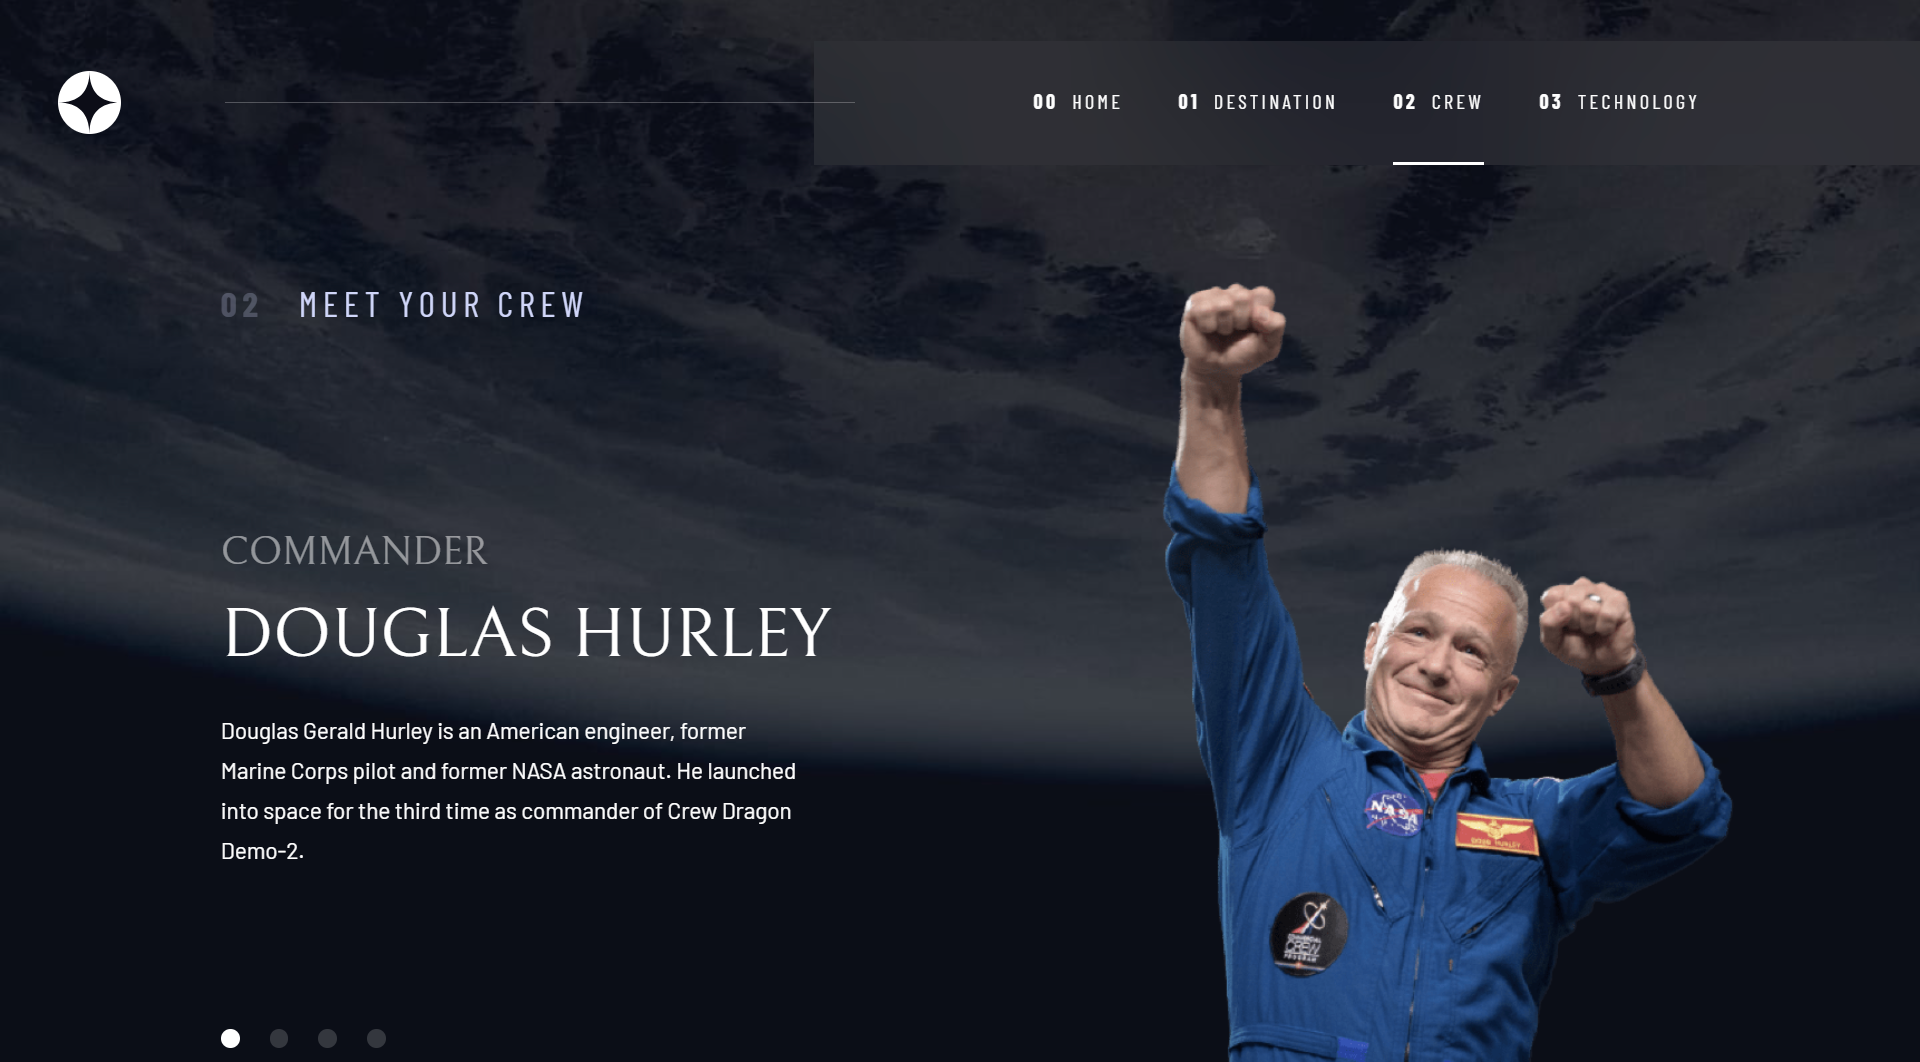 00 HOME 01 DESTINATION 02 CREW 03 TECHNOLOGY
02 MEET YOUR CREW
COMMANDER
DOUGLAS HURLEY
Douglas Gerald Hurley is an American engineer, former
Marine Corps pilot and former NASA astronaut. He launched
into space for the third time as commander of Crew Dragon
Demo-2.
NASA
CREW
PROGRAM